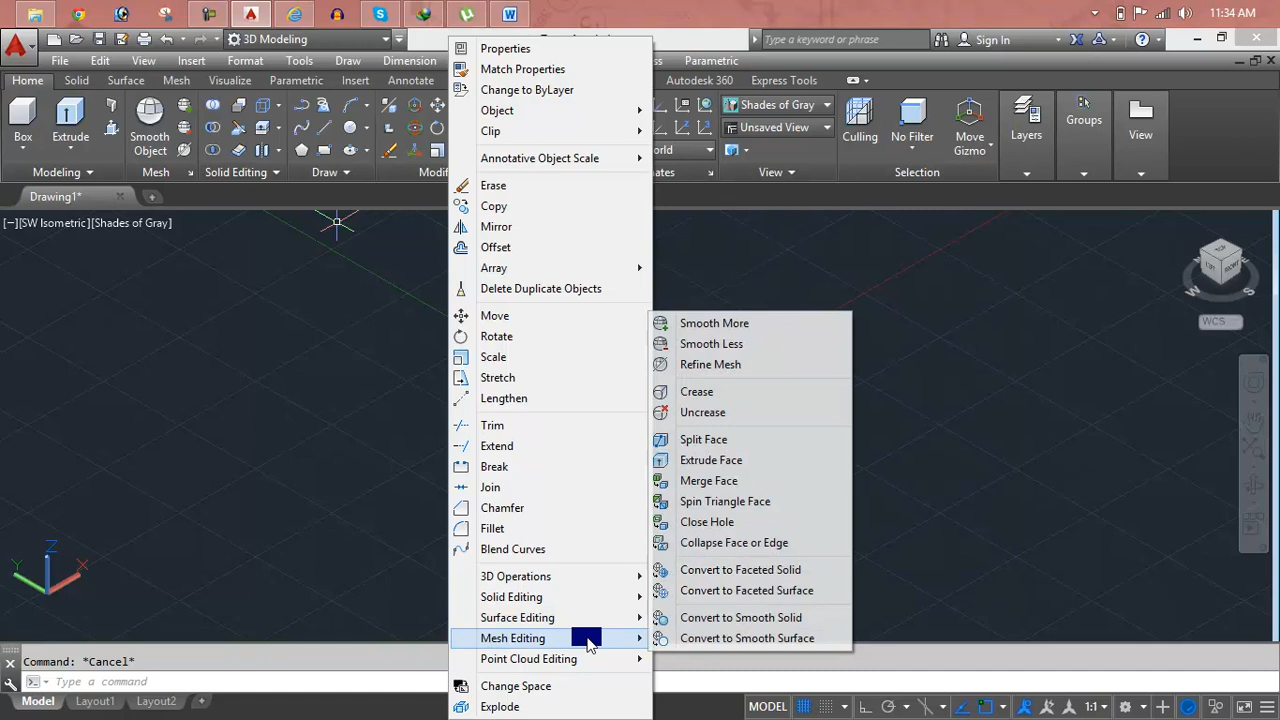 11:34 AM
3D Modeling
Type a keyword or phrase
Sign In
File
Edit
View
Insert
Format
Tools
Draw
Dimension
Parametric
Home
Solid
Surface
Mesh
Visualize
Parametric
Insert
Annotate
Autodesk 360
Express Tools
Box
Extrude
Smooth
Object
Shades of Gray
Unsaved View
Culling
No Filter
Move
Gizmo
Layers
Groups
View
Modeling
Mesh
Solid Editing
Draw
View
Selection
Drawing1*
[−][SW Isometric][Shades of Gray]
Properties
Match Properties
Change to ByLayer
Object
Clip
Annotative Object Scale
Erase
Copy
Mirror
Offset
Array
Delete Duplicate Objects
Move
Rotate
Scale
Stretch
Lengthen
Trim
Extend
Break
Join
Chamfer
Fillet
Blend Curves
3D Operations
Solid Editing
Surface Editing
Mesh Editing
Point Cloud Editing
Change Space
Explode
Smooth More
Smooth Less
Refine Mesh
Crease
Uncrease
Split Face
Extrude Face
Merge Face
Spin Triangle Face
Close Hole
Collapse Face or Edge
Convert to Faceted Solid
Convert to Faceted Surface
Convert to Smooth Solid
Convert to Smooth Surface
TOP
LEFT
FRONT
W
S
WCS
Z
Y
X
Command: *Cancel*
Type a command
Model
Layout1
Layout2
MODEL
1:1